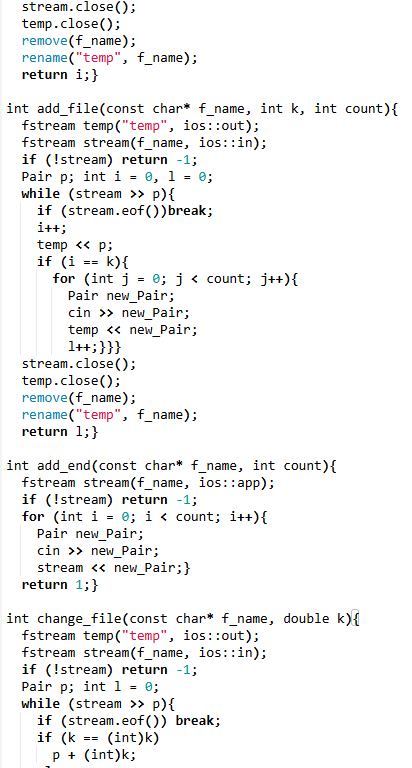 stream.close();
temp.close();
remove(f_name);
rename("temp", f_name);
return i;}
int add_file(const char* f_name, int k, int count){
fstream temp("temp", ios::out);
fstream stream(f_name, ios::in);
if (!stream) return -1;
Pair p; int i = 0, l = 0;
while (stream >> p){
if (stream.eof())break;
i++;
temp << p;
if (i == k){
for (int j = 0; j < count; j++){
Pair new_Pair;
cin >> new_Pair;
temp << new_Pair;
l++;}}}
stream.close();
temp.close();
remove(f_name);
rename("temp", f_name);
return l;}
int add_end(const char* f_name, int count){
fstream stream(f_name, ios::app);
if (!stream) return -1;
for (int i = 0; i < count; i++){
Pair new_Pair;
cin >> new_Pair;
stream << new_Pair;}
return 1;}
int change_file(const char* f_name, double k){
fstream temp("temp", ios::out);
fstream stream(f_name, ios::in);
if (!stream) return -1;
Pair p; int l = 0;
while (stream >> p){
if (stream.eof()) break;
if (k == (int)k)
p + (int)k;